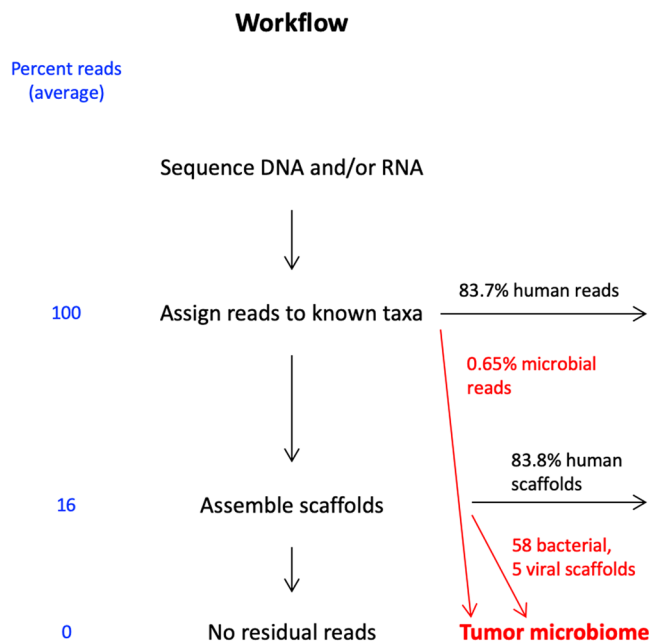 Workflow
Percent reads
(average)
Sequence DNA and/or RNA
83.7% human reads
100
Assign reads to known taxa
0.65% microbial
reads
83.8% human
scaffolds
16
Assemble scaffolds
58 bacterial,
5 viral scaffolds
0
No residual reads
Tumor microbiome